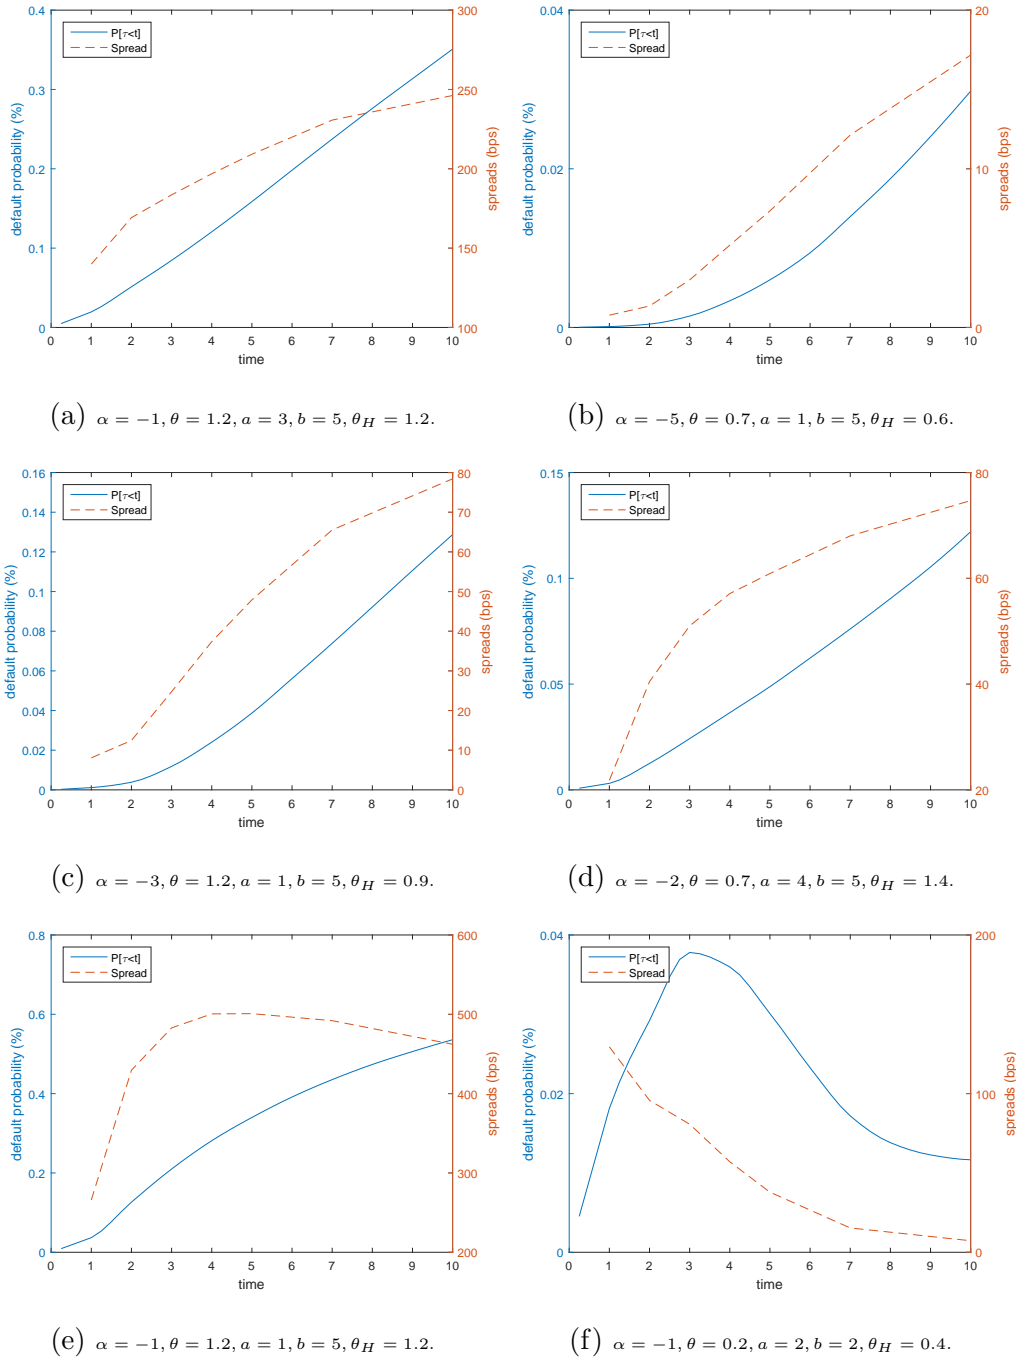 0.4
300
P[τ<t]
Spread
0.3
250
default probability (%)
0.2
200
spreads (bps)
0.1
150
0
100
0 1 2 3 4 5 6 7 8 9 10
time
(a) α = −1, θ = 1.2, a = 3, b = 5, θ_H = 1.2.
0.04
20
P[τ<t]
Spread
default probability (%)
0.02
10
spreads (bps)
0
0
0 1 2 3 4 5 6 7 8 9 10
time
(b) α = −5, θ = 0.7, a = 1, b = 5, θ_H = 0.6.
0.16
80
P[τ<t]
Spread
0.14
70
0.12
60
default probability (%)
0.1
50
0.08
40
spreads (bps)
0.06
30
0.04
20
0.02
10
0
0
0 1 2 3 4 5 6 7 8 9 10
time
(c) α = −3, θ = 1.2, a = 1, b = 5, θ_H = 0.9.
0.15
80
P[τ<t]
Spread
0.1
60
default probability (%)
spreads (bps)
0.05
40
0
20
0 1 2 3 4 5 6 7 8 9 10
time
(d) α = −2, θ = 0.7, a = 4, b = 5, θ_H = 1.4.
0.8
600
P[τ<t]
Spread
0.6
500
default probability (%)
0.4
400
spreads (bps)
0.2
300
0
200
0 1 2 3 4 5 6 7 8 9 10
time
(e) α = −1, θ = 1.2, a = 1, b = 5, θ_H = 1.2.
0.04
200
P[τ<t]
Spread
default probability (%)
0.02
100
spreads (bps)
0
0
0 1 2 3 4 5 6 7 8 9 10
time
(f) α = −1, θ = 0.2, a = 2, b = 2, θ_H = 0.4.